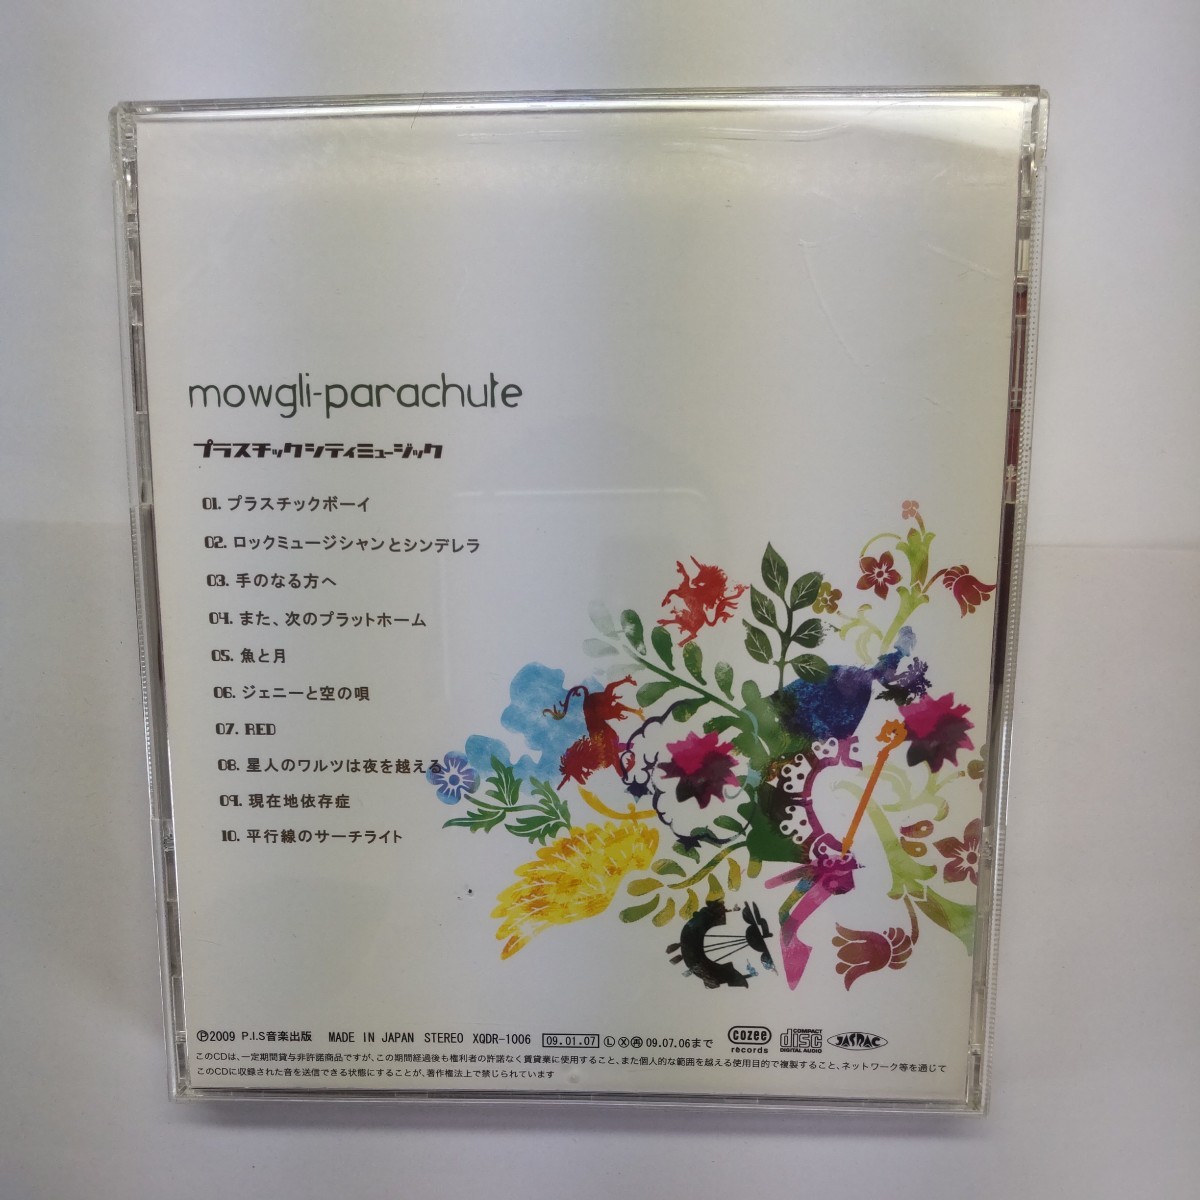 mowgli-parachute
プラスチックシティミュージック
01. プラスチックボーイ
02. ロックミュージシャンとシンデレラ
03. 手のなる方へ
04. また、次のプラットホーム
05. 魚と月
06. ジェニーと空の唄
07. RED
08. 星人のワルツは夜を越える
09. 現在地依存症
10. 平行線のサーチライト
Ⓟ2009 P.I.S音楽出版 MADE IN JAPAN STEREO XQDR-1006 09.01.07 Ⓛ Ⓧ 再 09.07.06まで cozee records COMPACT disc DIGITAL AUDIO JASRAC
このCDは、一定期間貸与非許諾商品ですが、この期間経過後も権利者の許諾なく賃貸業に使用すること、また個人的な範囲を越える使用目的で複製すること、ネットワーク等を通じて
このCDに収録された音を送信できる状態にすることが、著作権法上で禁じられています